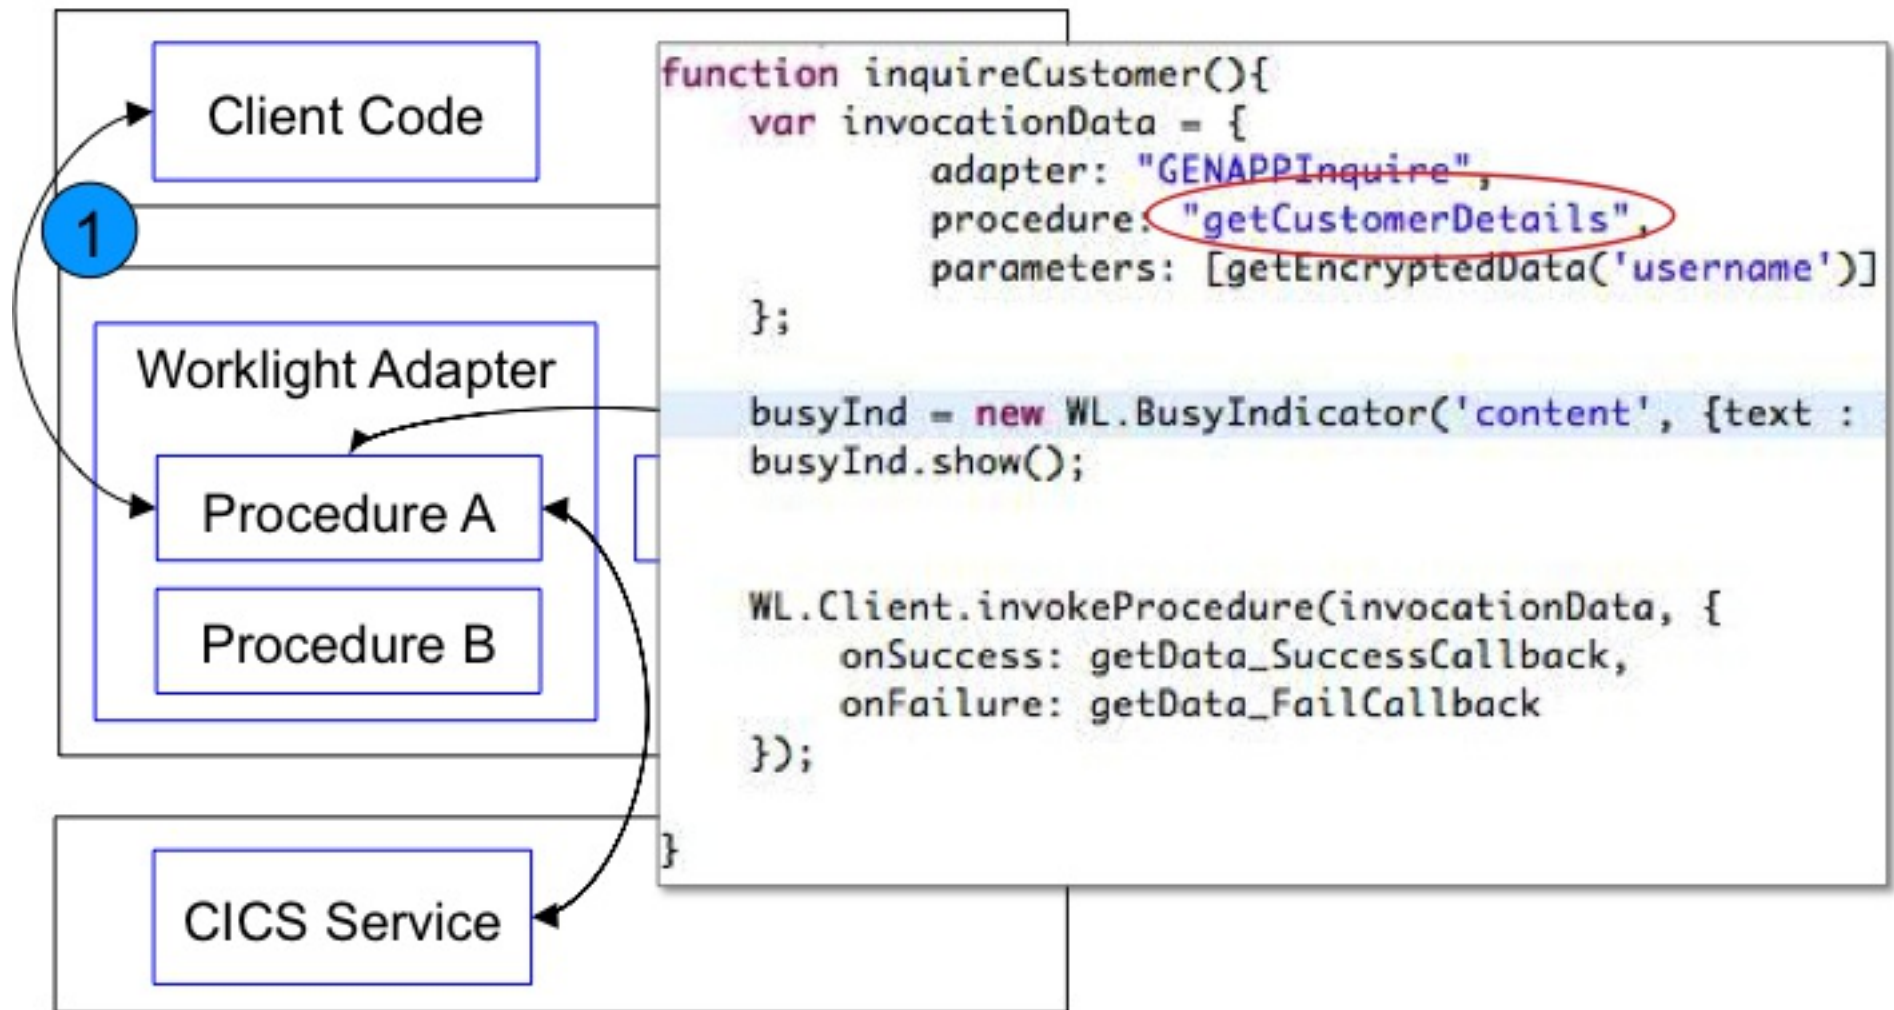 Client Code
1
Worklight Adapter
Procedure A
Procedure B
CICS Service
function inquireCustomer(){
var invocationData = {
adapter: "GENAPPInquire",
procedure: "getCustomerDetails",
parameters: [getEncryptedData('username')]
};
busyInd = new WL.BusyIndicator('content', {text :
busyInd.show();
WL.Client.invokeProcedure(invocationData, {
onSuccess: getData_SuccessCallback,
onFailure: getData_FailCallback
});
}